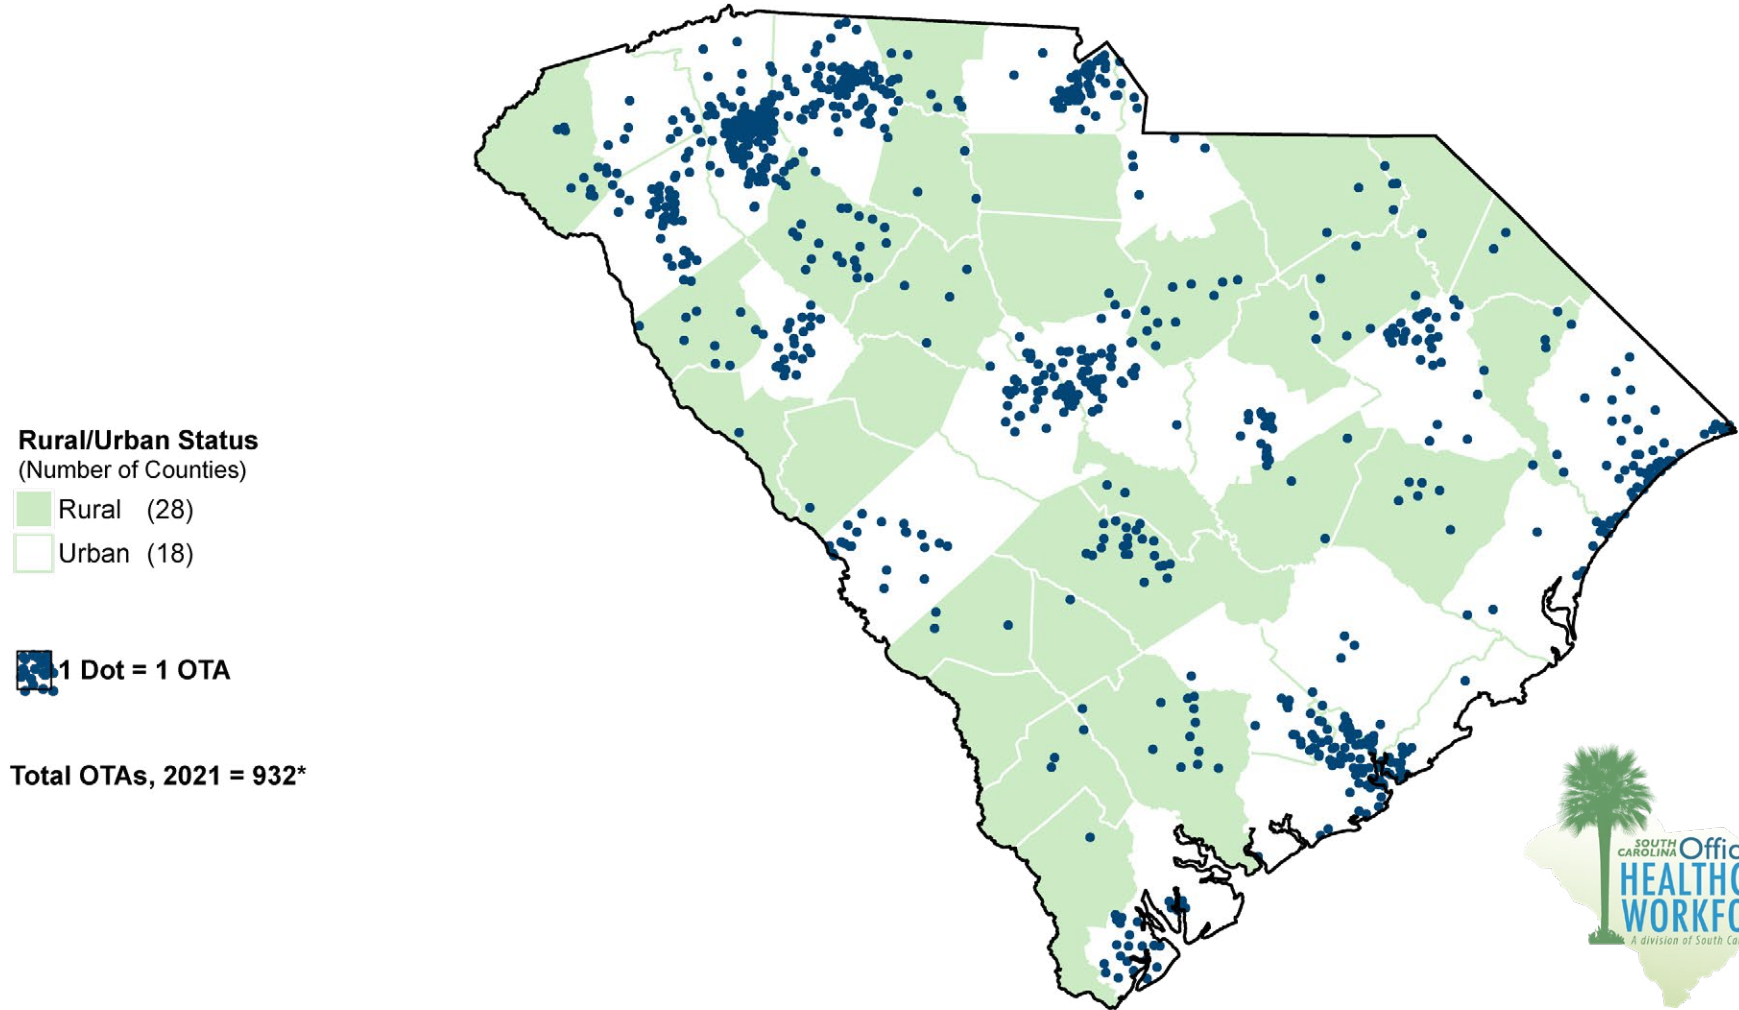 Rural/Urban Status
(Number of Counties)
Rural (28)
Urban (18)
1 Dot = 1 OTA
Total OTAs, 2021 = 932*
SOUTH
CAROLINA
WORKFO
A division of South Ca